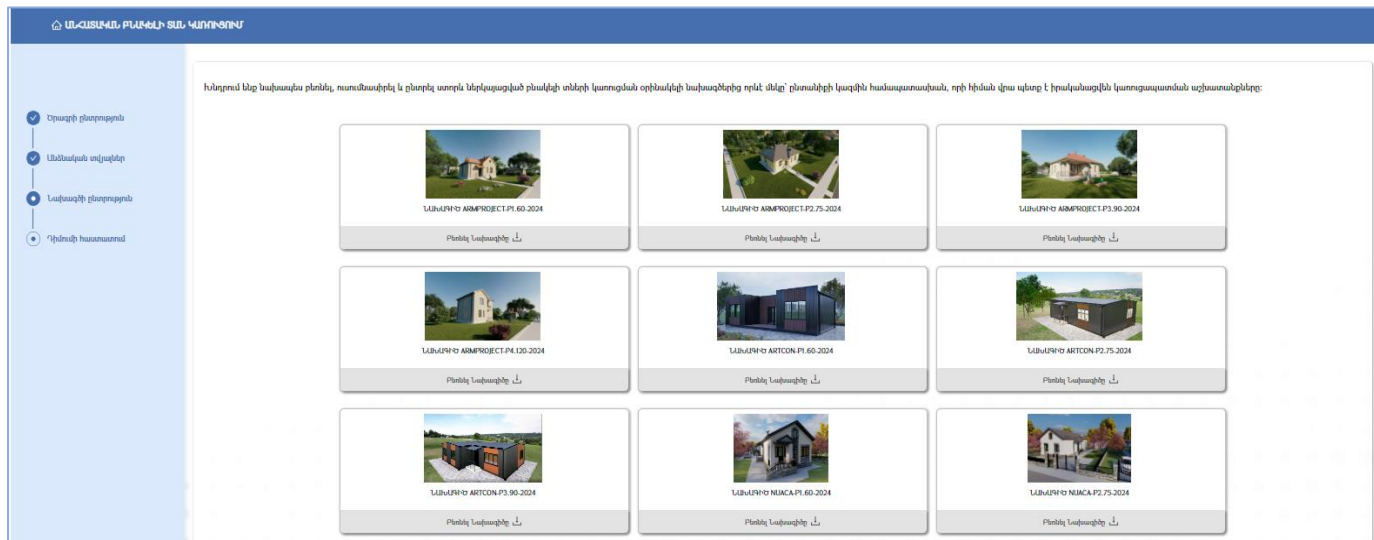 ԱՆՀԱՏԱԿԱՆ ԲՆԱԿԵԼԻ ՏԱՆ ԿԱՌՈՒՑՈՒՄ
Խնդրում ենք նախապես բեռնել, ուսումնասիրել և ընտրել ստորև ներկայացված բնակելի տների կառուցման օրինակելի նախագծերից որևէ մեկը՝ ընտանիքի կազմին համապատասխան, որի հիման վրա պետք է իրականացվեն կառուցապատման աշխատանքները:
Ծրագրի ընտրություն
Անձնական տվյալներ
Նախագծի ընտրություն
Դիմումի հաստատում
ՆԱԽԱԳԻԾ ARMPROJECT-P1.60-2024
ՆԱԽԱԳԻԾ ARMPROJECT-P2.75-2024
ՆԱԽԱԳԻԾ ARMPROJECT-P3.90-2024
Բեռնել Նախագիծը
Բեռնել Նախագիծը
Բեռնել Նախագիծը
ՆԱԽԱԳԻԾ ARMPROJECT-P4.120-2024
ՆԱԽԱԳԻԾ ARTCON-P1.60-2024
ՆԱԽԱԳԻԾ ARTCON-P2.75-2024
Բեռնել Նախագիծը
Բեռնել Նախագիծը
Բեռնել Նախագիծը
ՆԱԽԱԳԻԾ ARTCON-P3.90-2024
ՆԱԽԱԳԻԾ NUACA-P1.60-2024
ՆԱԽԱԳԻԾ NUACA-P2.75-2024
Բեռնել Նախագիծը
Բեռնել Նախագիծը
Բեռնել Նախագիծը